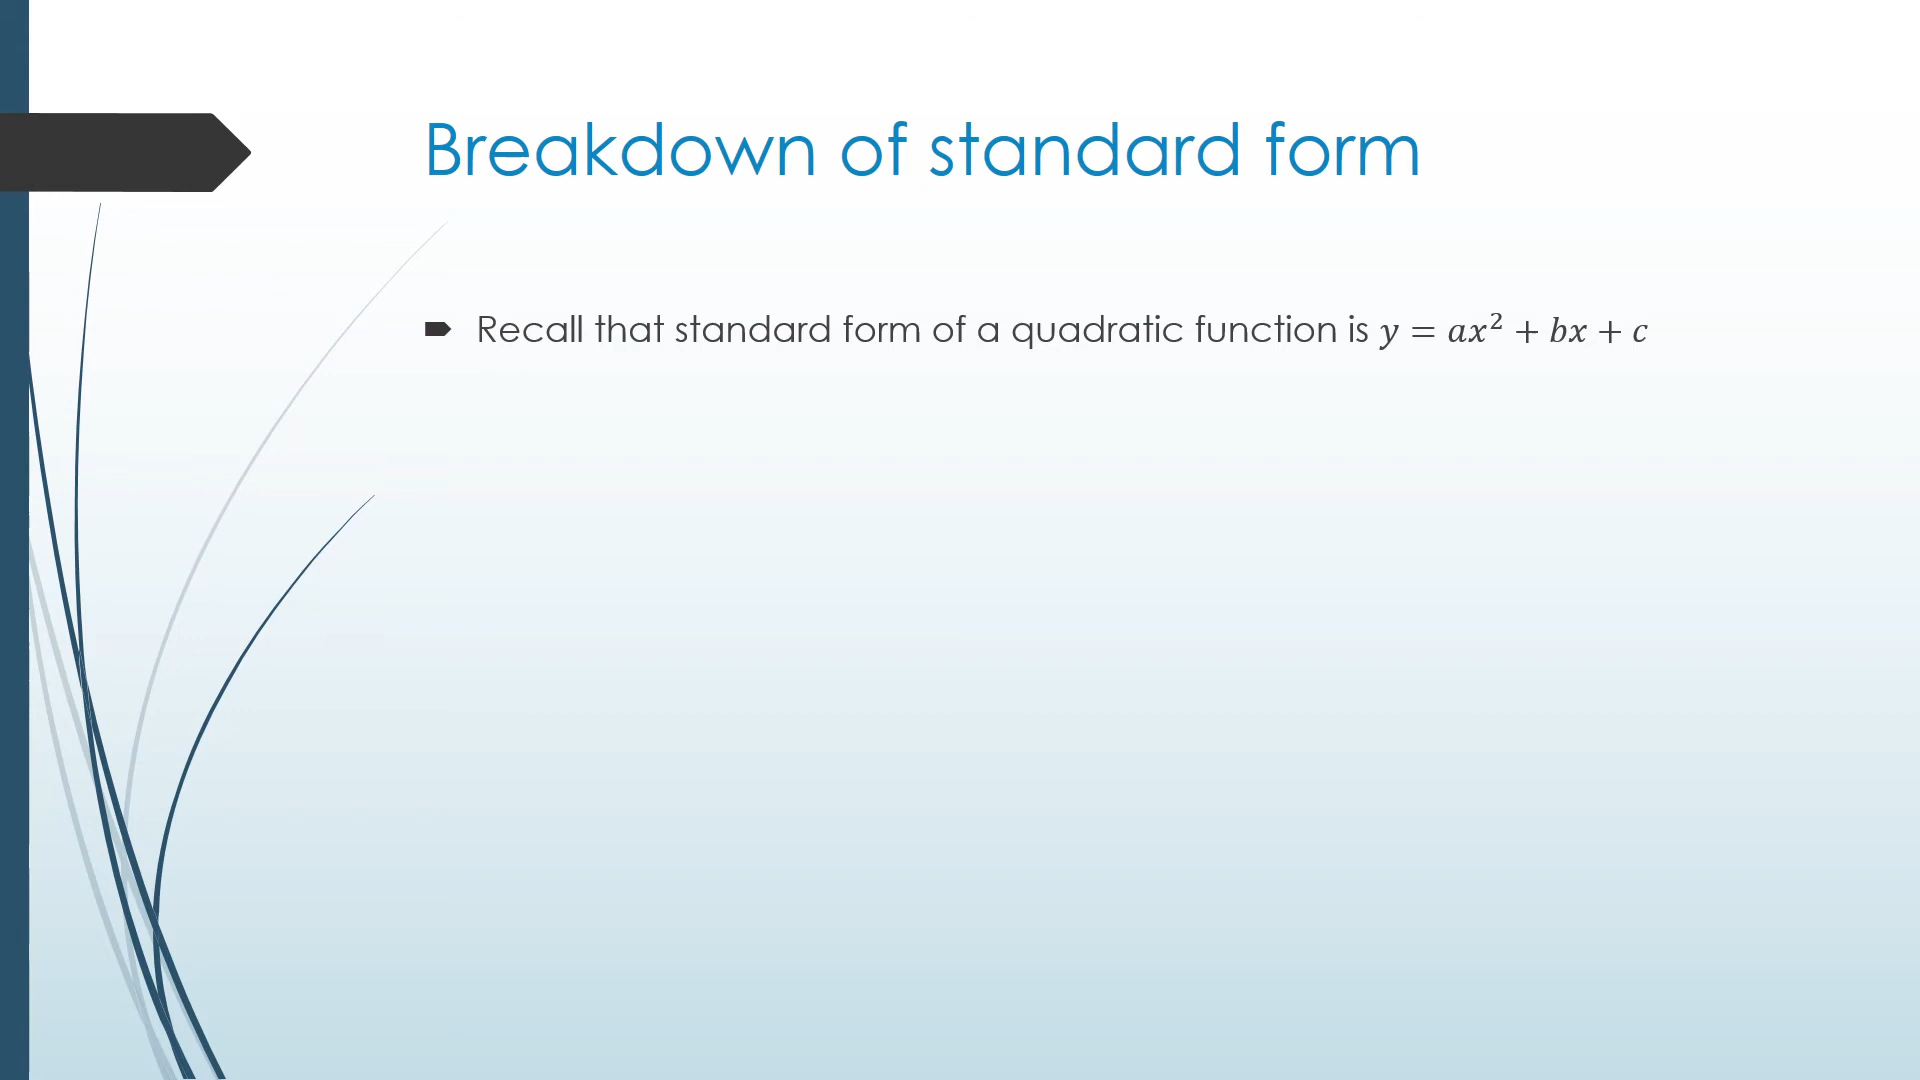 Breakdown of standard form
Recall that standard form of a quadratic function is 𝑦 = 𝑎𝑥² + 𝑏𝑥 + 𝑐